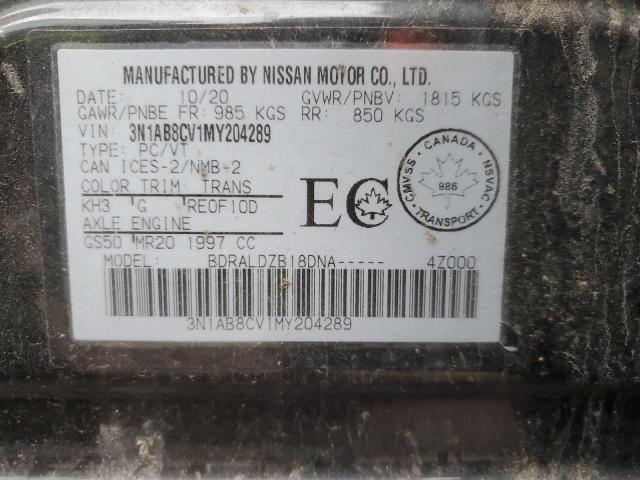 MANUFACTURED BY NISSAN MOTOR CO., LTD.
DATE: 10/20 GVWR/PNBV: 1815 KGS
GAWR/PNBE FR: 985 KGS RR: 850 KGS
VIN: 3N1AB8CV1MY204289
TYPE: PC/VT
CAN ICES-2/NMB-2
COLOR TRIM TRANS
KH3 G RE0F10D
AXLE ENGINE
GS50 MR20 1997 CC
EC
CANADA
CMVSS NSVAC
986
TRANSPORT
MODEL: BDRALDZB18DNA----- 4Z000
3N1AB8CV1MY204289